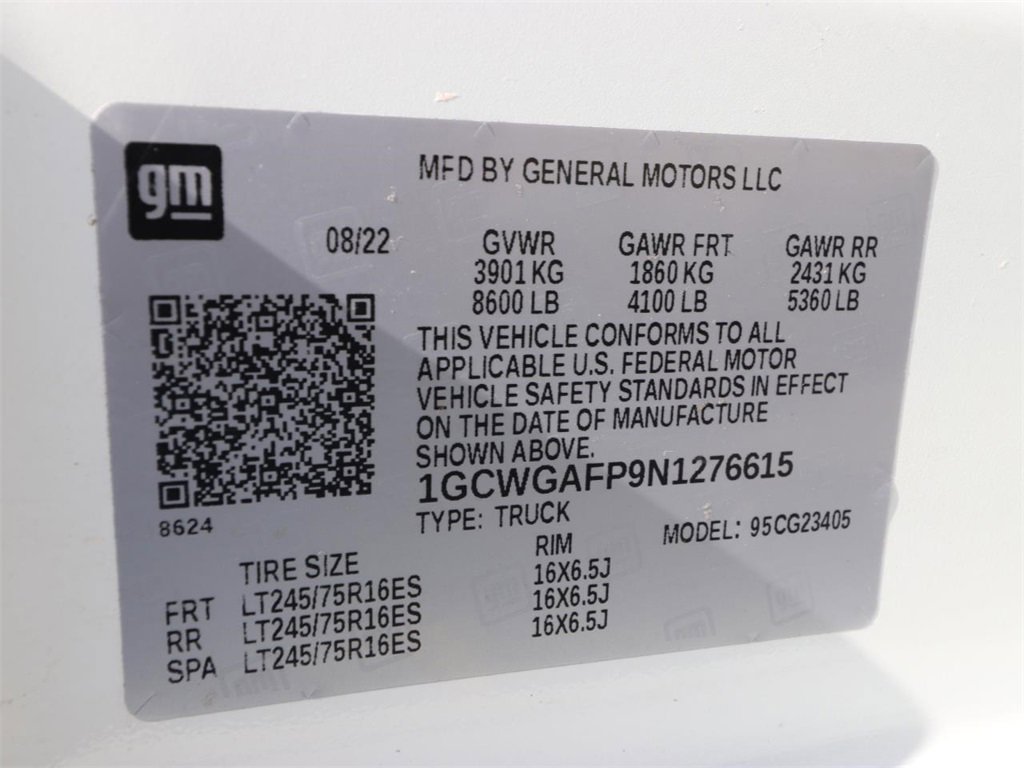 gm
MFD BY GENERAL MOTORS LLC
08/22 GVWR GAWR FRT GAWR RR
3901 KG 1860 KG 2431 KG
8600 LB 4100 LB 5360 LB
THIS VEHICLE CONFORMS TO ALL
APPLICABLE U.S. FEDERAL MOTOR
VEHICLE SAFETY STANDARDS IN EFFECT
ON THE DATE OF MANUFACTURE
SHOWN ABOVE.
1GCWGAFP9N1276615
8624
TYPE: TRUCK MODEL: 95CG23405
TIRE SIZE RIM
FRT LT245/75R16ES 16X6.5J
RR LT245/75R16ES 16X6.5J
SPA LT245/75R16ES 16X6.5J